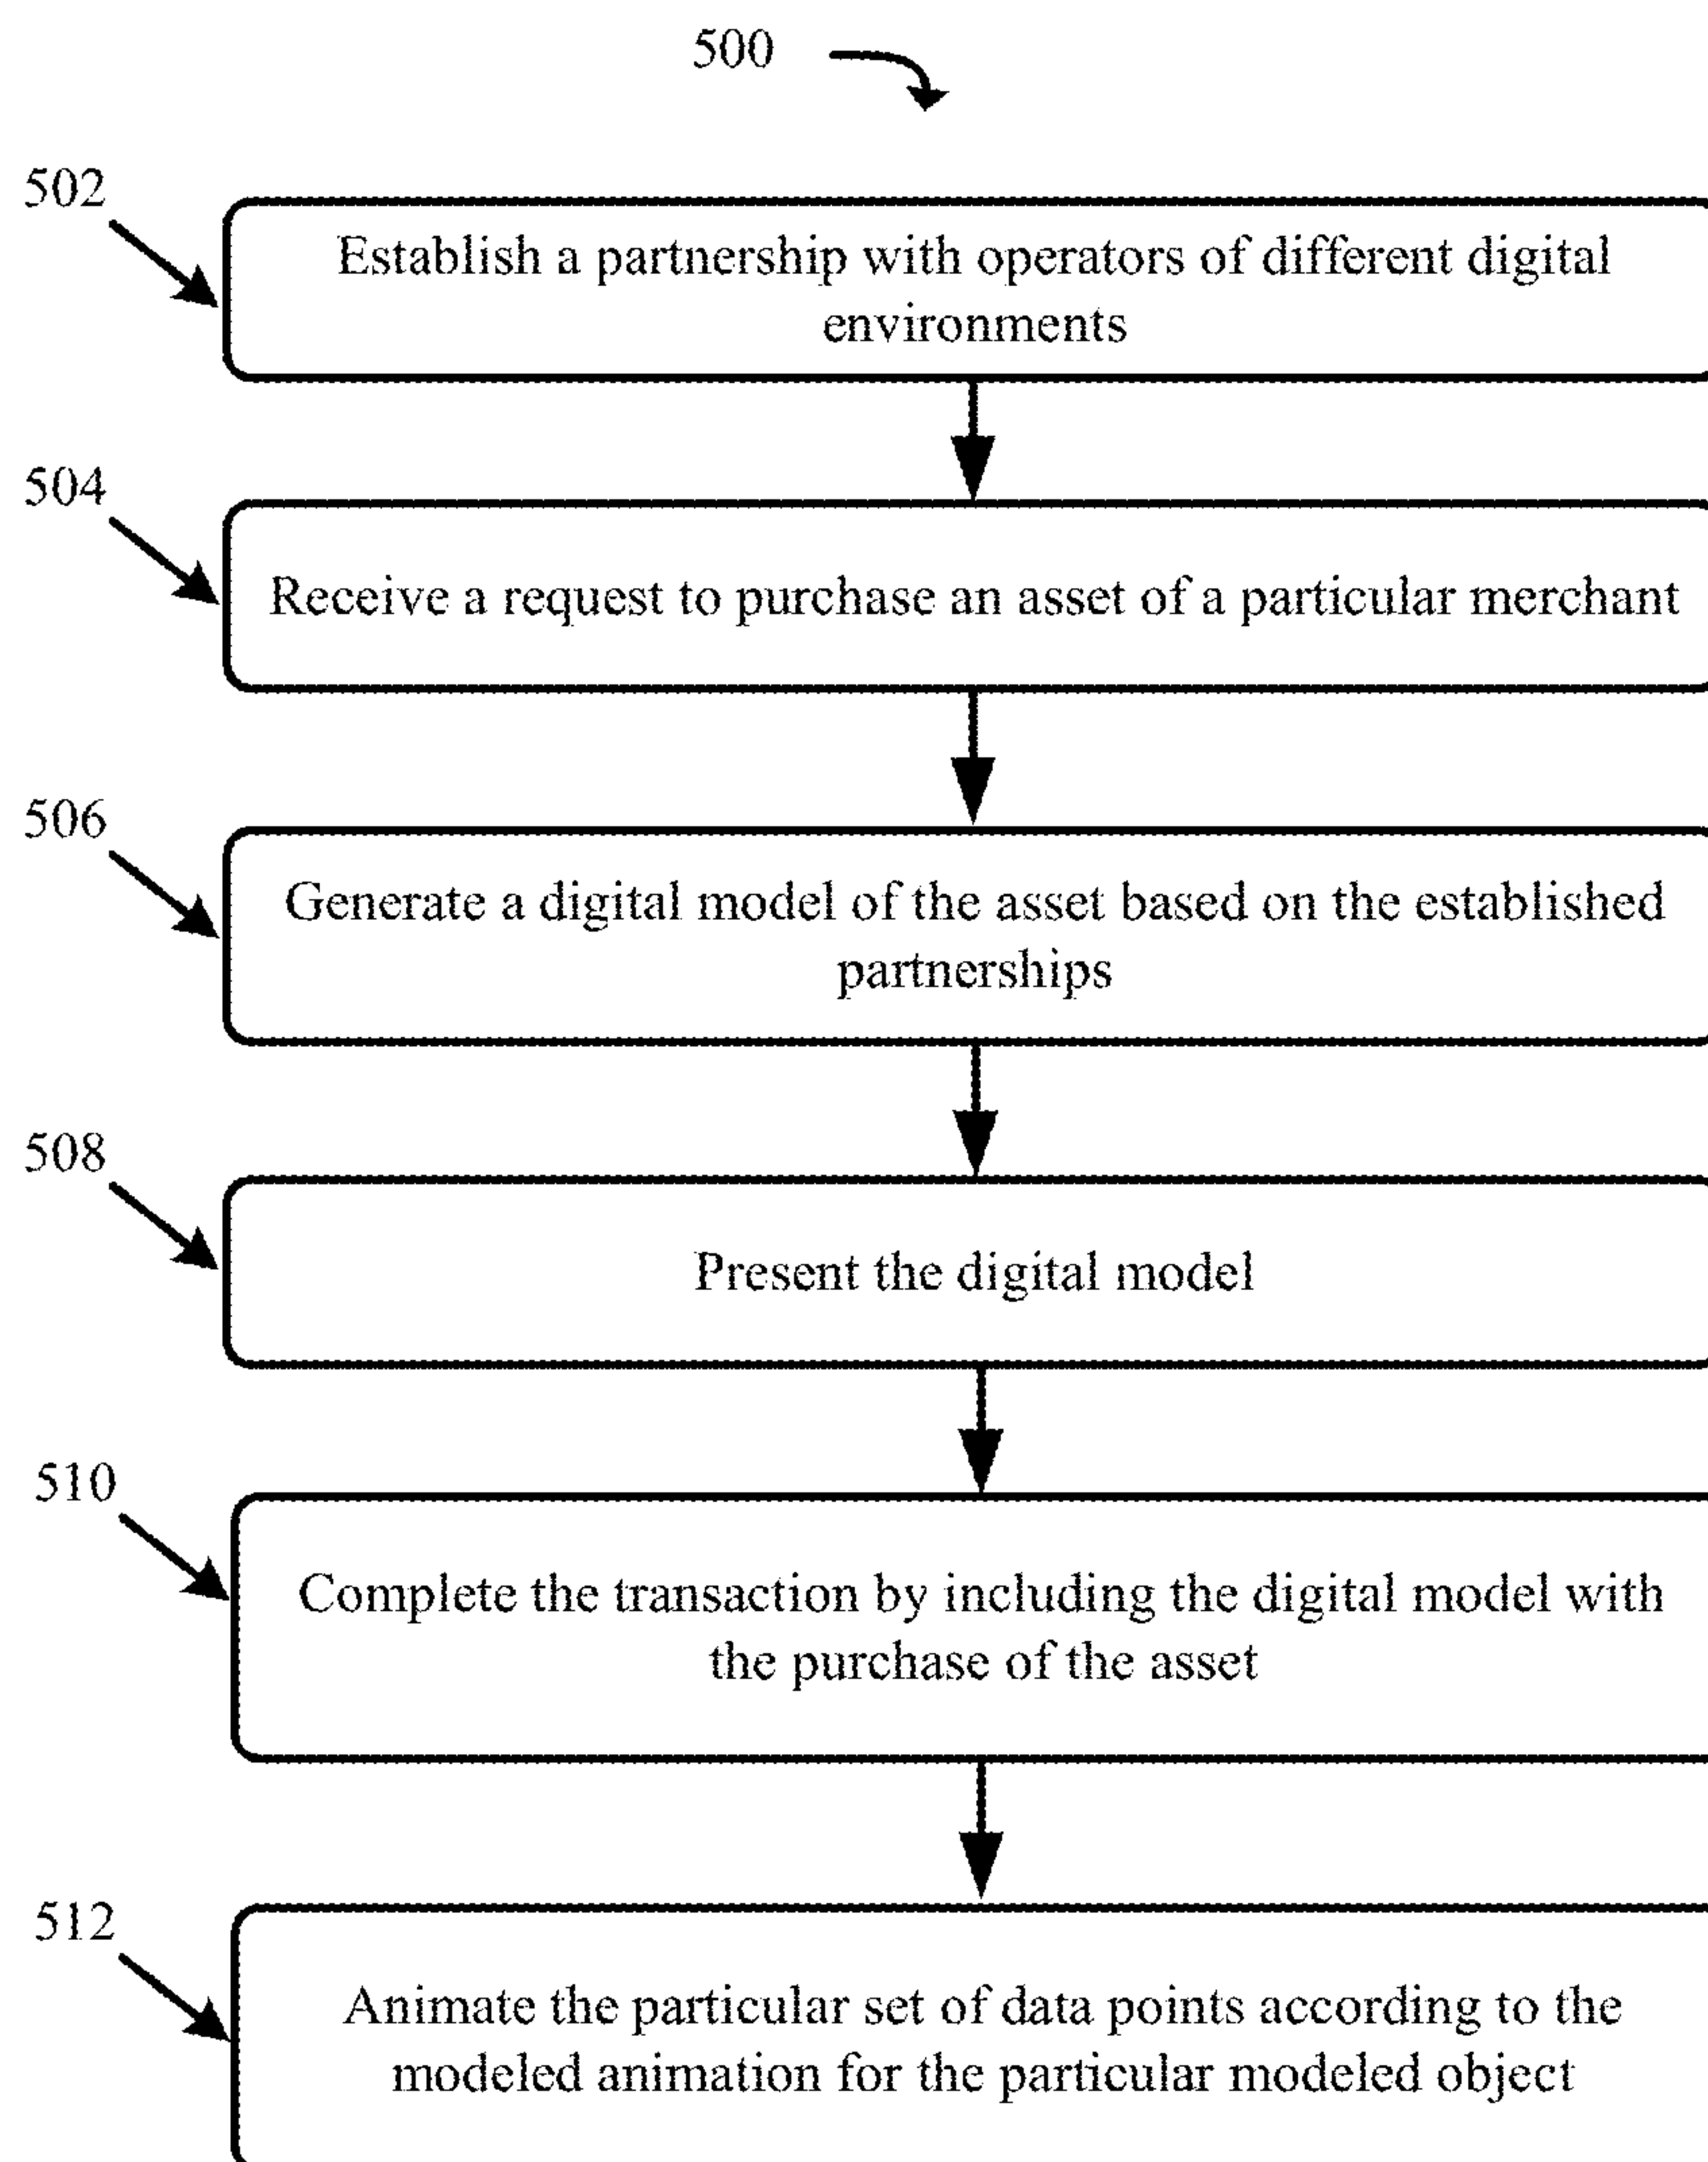 500
502
Establish a partnership with operators of different digital
environments
504
Receive a request to purchase an asset of a particular merchant
506
Generate a digital model of the asset based on the established
partnerships
508
Present the digital model
510
Complete the transaction by including the digital model with
the purchase of the asset
512
Animate the particular set of data points according to the
modeled animation for the particular modeled object